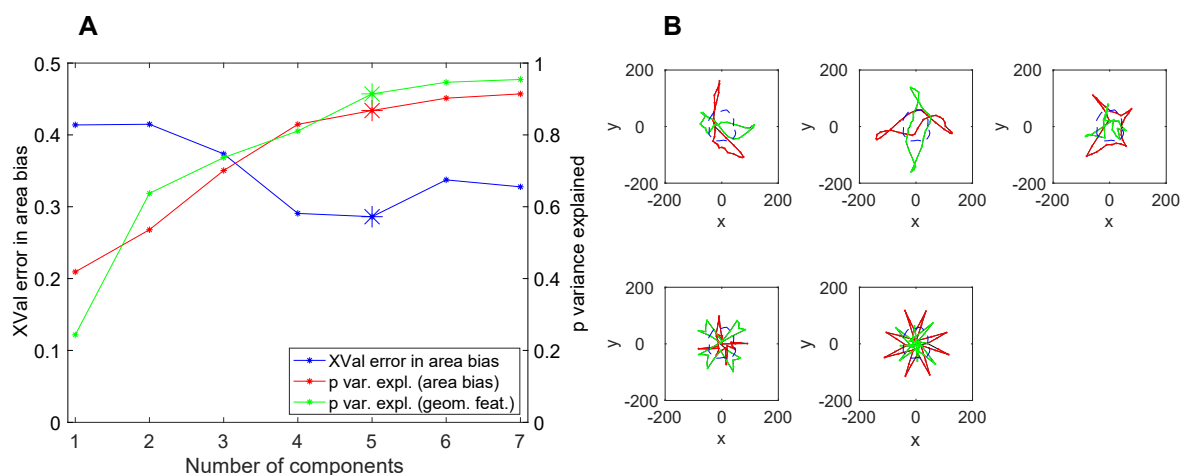 A
B
0.5
0.4
0.3
0.2
0.1
0
XVal error in area bias
1
0.8
0.6
0.4
0.2
0
p variance explained
1 2 3 4 5 6 7
Number of components
XVal error in area bias
p var. expl. (area bias)
p var. expl. (geom. feat.)
200
0
-200
y
-200 0 200
x
200
0
-200
y
-200 0 200
x
200
0
-200
y
-200 0 200
x
200
0
-200
y
-200 0 200
x
200
0
-200
y
-200 0 200
x